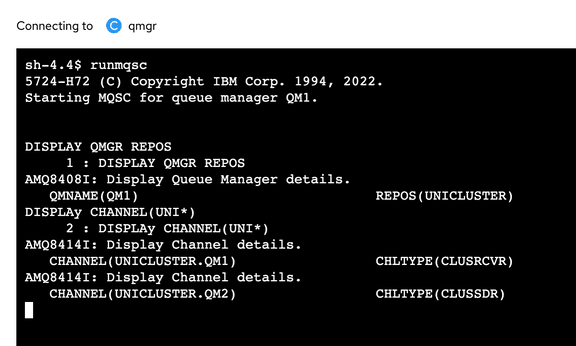 Connecting to C qmgr
sh-4.4$ runmqsc
5724-H72 (C) Copyright IBM Corp. 1994, 2022.
Starting MQSC for queue manager QM1.
DISPLAY QMGR REPOS
1 : DISPLAY QMGR REPOS
AMQ8408I: Display Queue Manager details.
QMNAME(QM1) REPOS(UNICLUSTER)
DISPLAy CHANNEL(UNI*)
2 : DISPLAy CHANNEL(UNI*)
AMQ8414I: Display Channel details.
CHANNEL(UNICLUSTER.QM1) CHLTYPE(CLUSRCVR)
AMQ8414I: Display Channel details.
CHANNEL(UNICLUSTER.QM2) CHLTYPE(CLUSSDR)